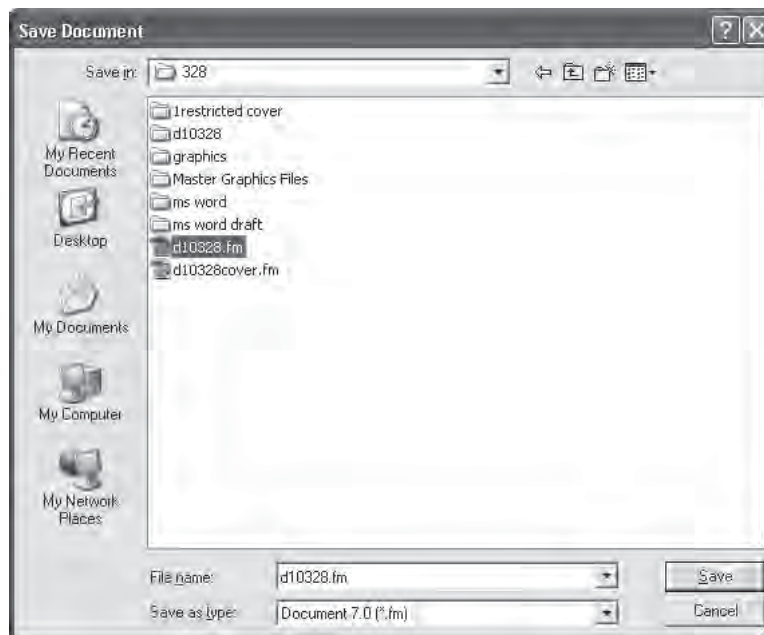 Save Document
Save in: 328
My Recent
Documents
Desktop
My Documents
My Computer
My Network
Places
1restricted cover
d10328
graphics
Master Graphics Files
ms word
ms word draft
d10328.fm
d10328cover.fm
File name: d10328.fm Save
Save as type: Document 7.0 (*.fm) Cancel